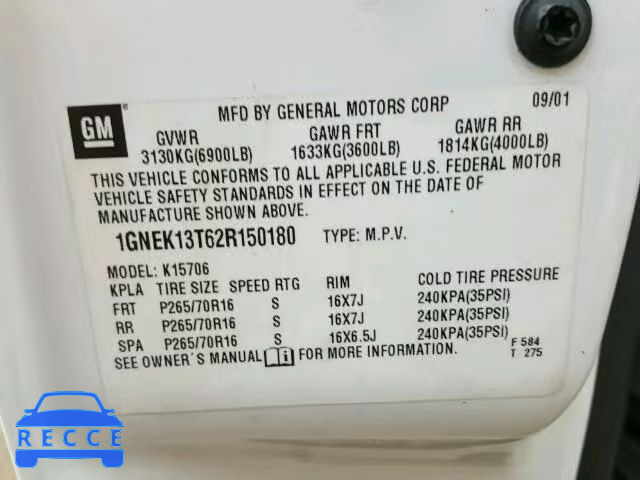 GM
®
MFD BY GENERAL MOTORS CORP 09/01
GVWR GAWR FRT GAWR RR
3130KG(6900LB) 1633KG(3600LB) 1814KG(4000LB)
THIS VEHICLE CONFORMS TO ALL APPLICABLE U.S. FEDERAL MOTOR
VEHICLE SAFETY STANDARDS IN EFFECT ON THE DATE OF
MANUFACTURE SHOWN ABOVE.
1GNEK13T62R150180 TYPE: M.P.V.
MODEL: K15706
KPLA TIRE SIZE SPEED RTG RIM COLD TIRE PRESSURE
FRT P265/70R16 S 16X7J 240KPA(35PSI)
RR P265/70R16 S 16X7J 240KPA(35PSI)
SPA P265/70R16 S 16X6.5J 240KPA(35PSI)
SEE OWNER'S MANUAL i FOR MORE INFORMATION.
F 584
T 275
RECCE